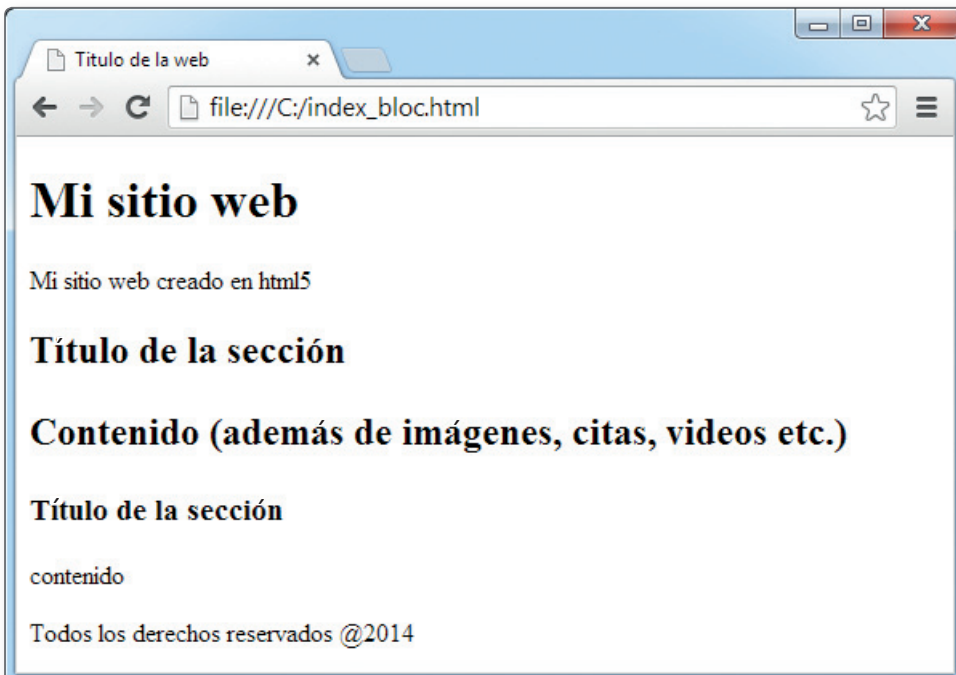 Titulo de la web
file:///C:/index_bloc.html
Mi sitio web
Mi sitio web creado en html5
Título de la sección
Contenido (además de imágenes, citas, videos etc.)
Título de la sección
contenido
Todos los derechos reservados @2014